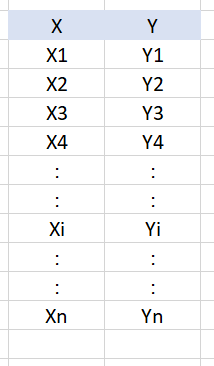 X Y
X1 Y1
X2 Y2
X3 Y3
X4 Y4
: :
: :
Xi Yi
: :
: :
Xn Yn